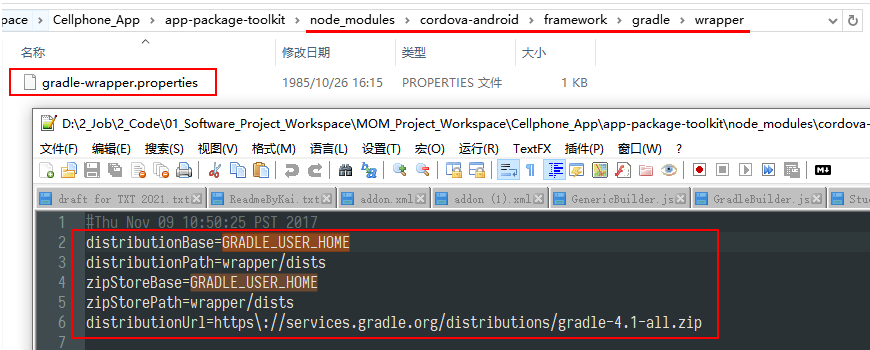 pace > Cellphone_App > app-package-toolkit > node_modules > cordova-android > framework > gradle > wrapper
名称 修改日期 类型 大小
gradle-wrapper.properties 1985/10/26 16:15 PROPERTIES 文件 1 KB
D:\2_Job\2_Code\01_Software_Project_Workspace\MOM_Project_Workspace\Cellphone_App\app-package-toolkit\node_modules\cordova-
文件(F) 编辑(E) 搜索(S) 视图(V) 格式(M) 语言(L) 设置(T) 宏(O) 运行(R) TextFX 插件(P) 窗口(W) ?
draft for TXT 2021.txt ReadmeByKai.txt addon.xml addon (1).xml GenericBuilder.js GradleBuilder.js Stu
1 #Thu Nov 09 10:50:25 PST 2017
2 distributionBase=GRADLE_USER_HOME
3 distributionPath=wrapper/dists
4 zipStoreBase=GRADLE_USER_HOME
5 zipStorePath=wrapper/dists
6 distributionUrl=https\://services.gradle.org/distributions/gradle-4.1-all.zip
7